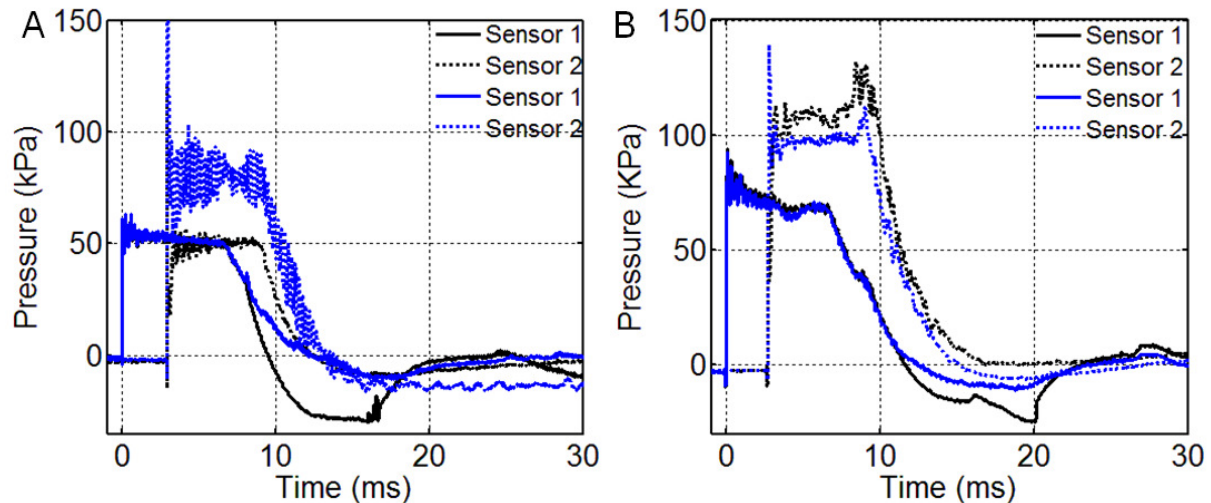 A
150
100
50
0
Pressure (kPa)
Sensor 1
Sensor 2
Sensor 1
Sensor 2
0 10 20 30
Time (ms)
B
150
100
50
0
Pressure (KPa)
Sensor 1
Sensor 2
Sensor 1
Sensor 2
0 10 20 30
Time (ms)